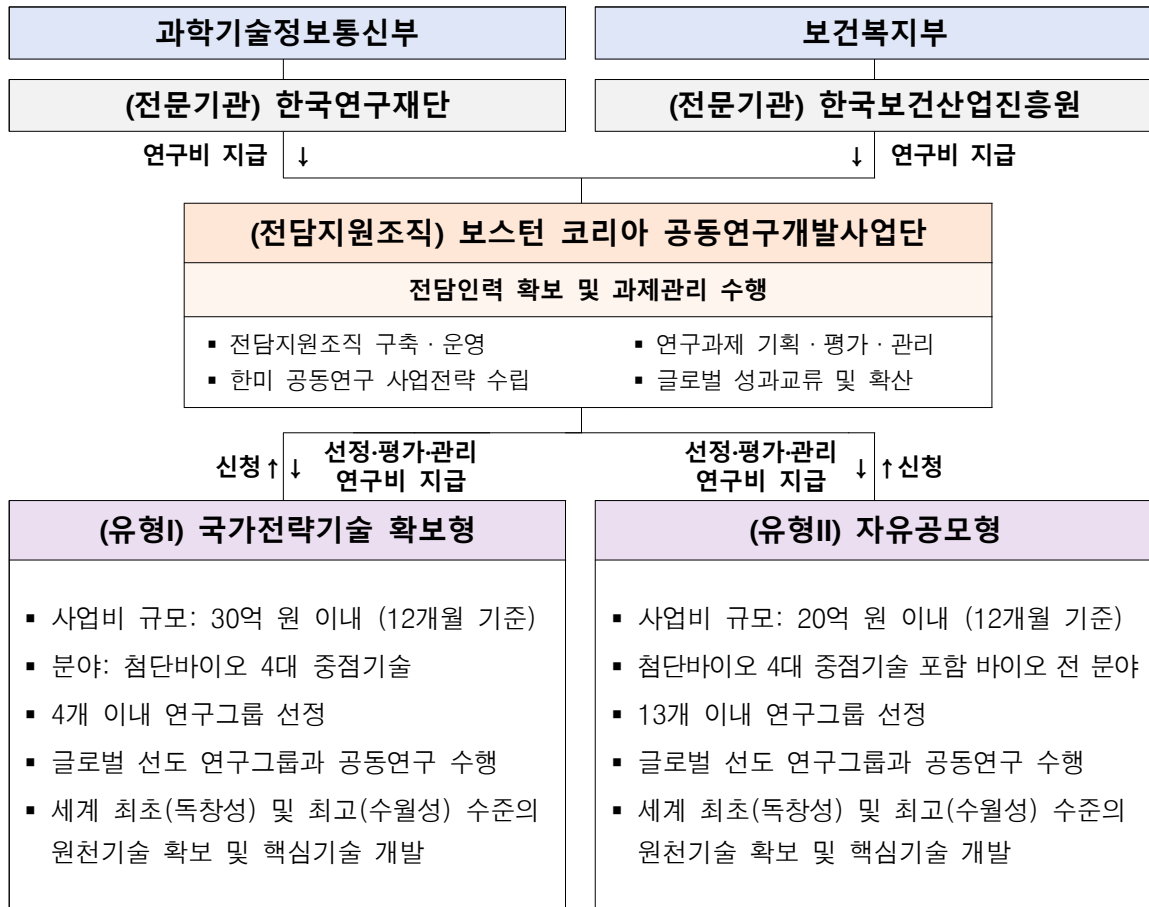 과학기술정보통신부
보건복지부
(전문기관) 한국연구재단
(전문기관) 한국보건산업진흥원
연구비 지급 ↓
↓ 연구비 지급
(전담지원조직) 보스턴 코리아 공동연구개발사업단
전담인력 확보 및 과제관리 수행
▪ 전담지원조직 구축 · 운영
▪ 한미 공동연구 사업전략 수립
▪ 연구과제 기획 · 평가 · 관리
▪ 글로벌 성과교류 및 확산
신청 ↑ ↓ 선정·평가·관리
연구비 지급
선정·평가·관리
연구비 지급 ↓ ↑ 신청
(유형I) 국가전략기술 확보형
▪ 사업비 규모: 30억 원 이내 (12개월 기준)
▪ 분야: 첨단바이오 4대 중점기술
▪ 4개 이내 연구그룹 선정
▪ 글로벌 선도 연구그룹과 공동연구 수행
▪ 세계 최초(독창성) 및 최고(수월성) 수준의
원천기술 확보 및 핵심기술 개발
(유형II) 자유공모형
▪ 사업비 규모: 20억 원 이내 (12개월 기준)
▪ 첨단바이오 4대 중점기술 포함 바이오 전 분야
▪ 13개 이내 연구그룹 선정
▪ 글로벌 선도 연구그룹과 공동연구 수행
▪ 세계 최초(독창성) 및 최고(수월성) 수준의
원천기술 확보 및 핵심기술 개발